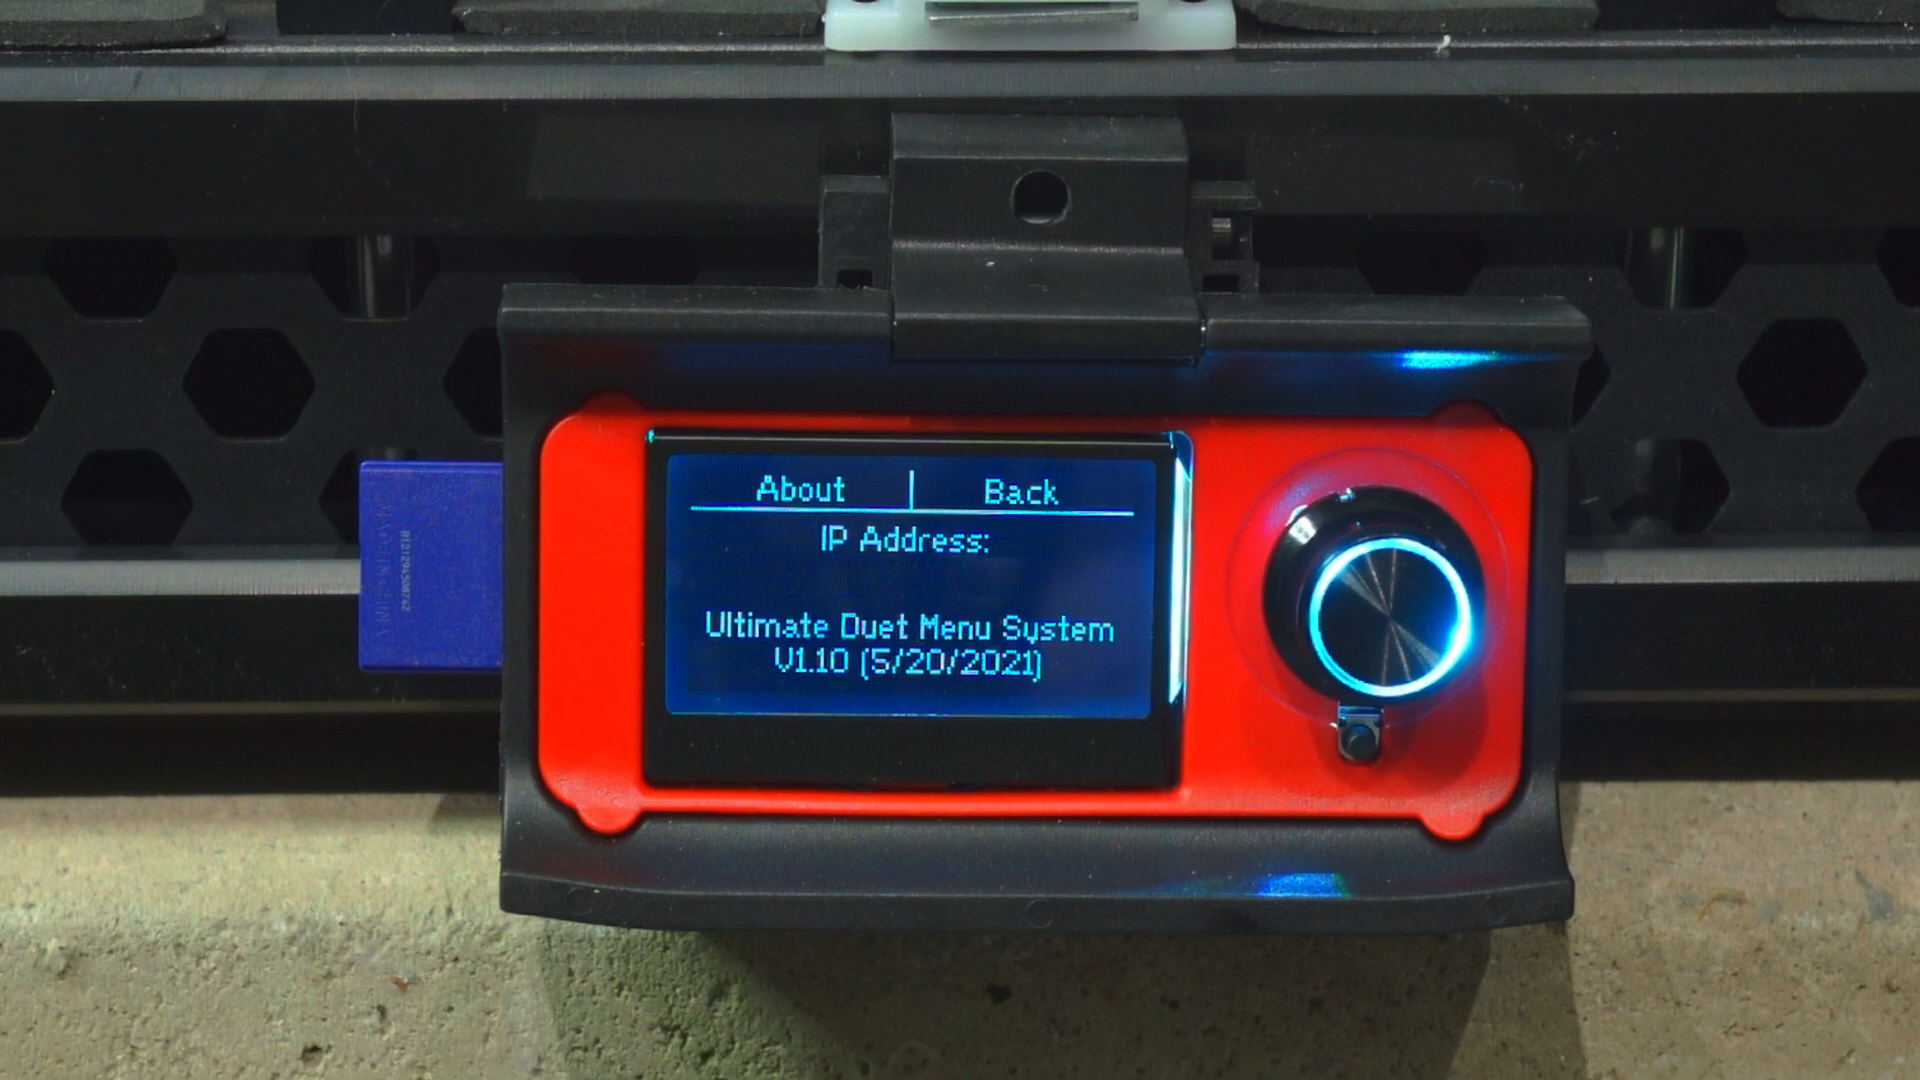 About | Back
IP Address:
Ultimate Duet Menu System
V1.10 (5/20/2021)